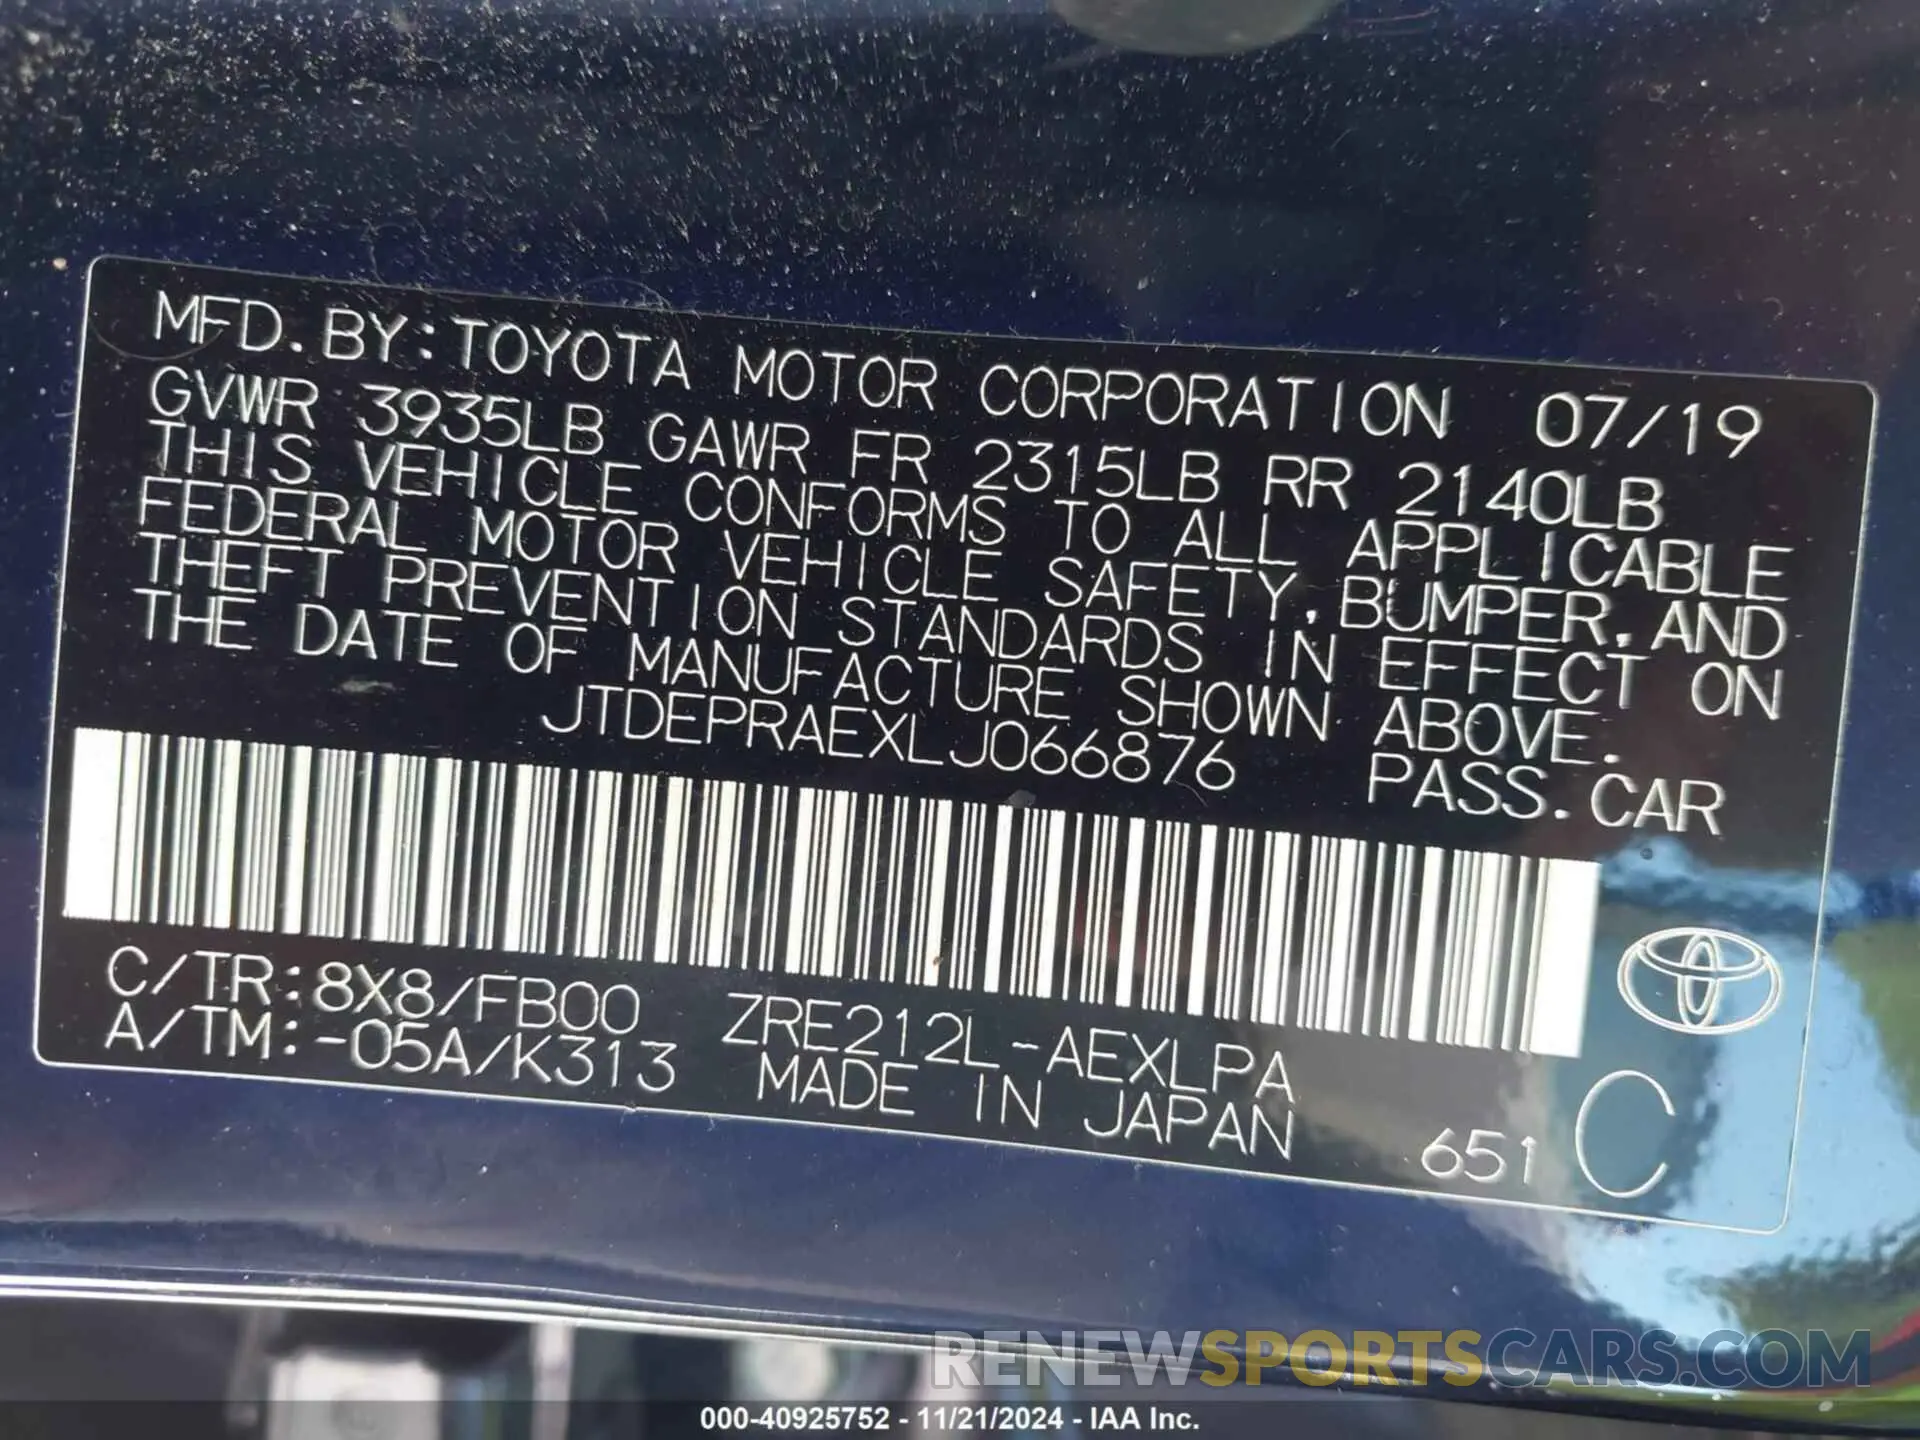 MFD. BY: TOYOTA MOTOR CORPORATION 07/19
GVWR 3935LB GAWR FR 2315LB RR 2140LB
THIS VEHICLE CONFORMS TO ALL APPLICABLE
FEDERAL MOTOR VEHICLE SAFETY, BUMPER, AND
THEFT PREVENTION STANDARDS IN EFFECT ON
THE DATE OF MANUFACTURE SHOWN ABOVE.
JTDEPRAEXLJ066876 PASS. CAR
C/TR: 8X8/FB00 ZRE212L-AEXLPA
A/TM: -05A/K313 MADE IN JAPAN
651 C
RENEWSPORTSCARS.COM
000-40925752 - 11/21/2024 - IAA Inc.